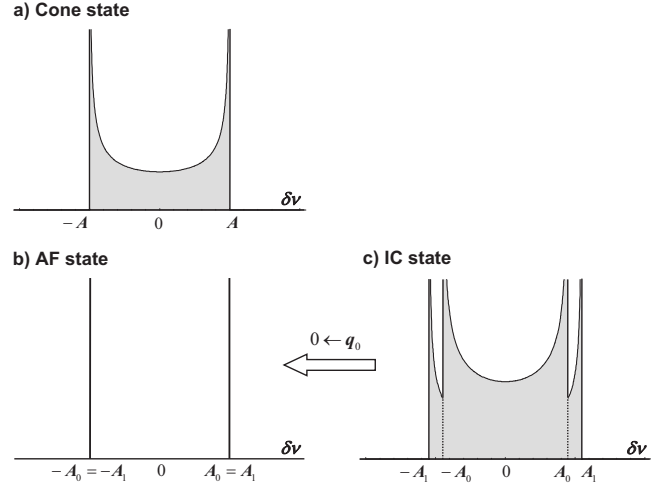 a) Cone state
δν
−A 0 A
b) AF state
δν
−A₀ = −A₁ 0 A₀ = A₁
0 ← q₀
c) IC state
δν
−A₁ −A₀ 0 A₀ A₁